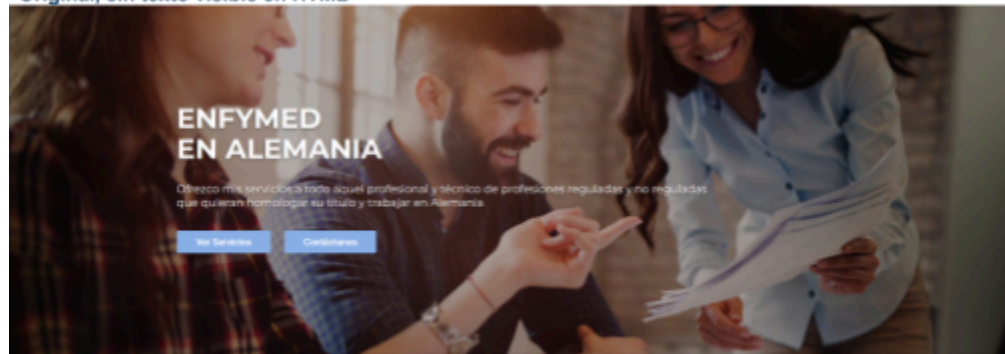 ENFYMED
EN ALEMANIA
Ofrezco mis servicios a todo aquel profesional y técnico de profesiones reguladas y no reguladas
que quieran homologar su título y trabajar en Alemania
Ver Servicios
Contáctanos